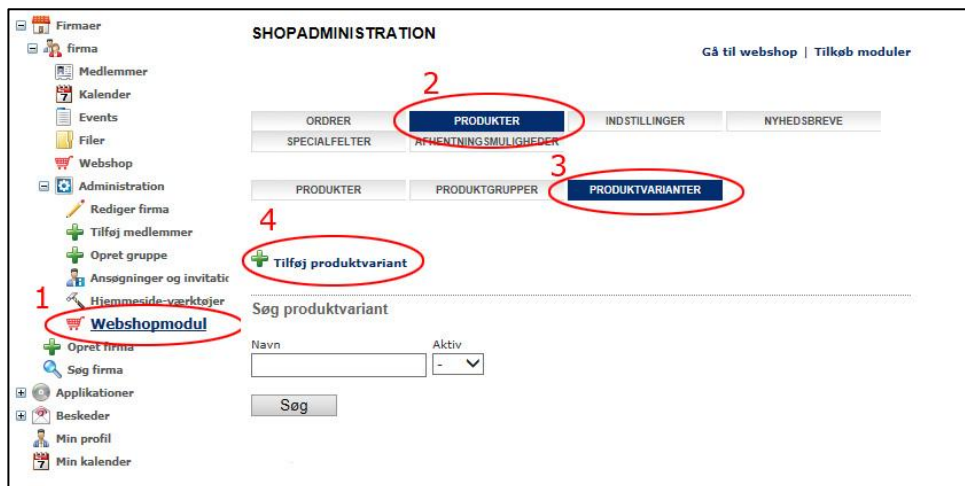 Firmaer
firma
Medlemmer
Kalender
Events
Filer
Webshop
Administration
Rediger firma
Tilføj medlemmer
Opret gruppe
Ansøgninger og invitatio
Hjemmeside-værktøjer
1
Webshopmodul
Opret firma
Søg firma
Applikationer
Beskeder
Min profil
Min kalender
SHOPADMINISTRATION
Gå til webshop | Tilkøb moduler
2
ORDRER PRODUKTER INDSTILLINGER NYHEDSBREVE
SPECIALFELTER AFHENTNINGSMULIGHEDER
3
PRODUKTER PRODUKTGRUPPER PRODUKTVARIANTER
4
Tilføj produktvariant
Søg produktvariant
Navn Aktiv
-
Søg